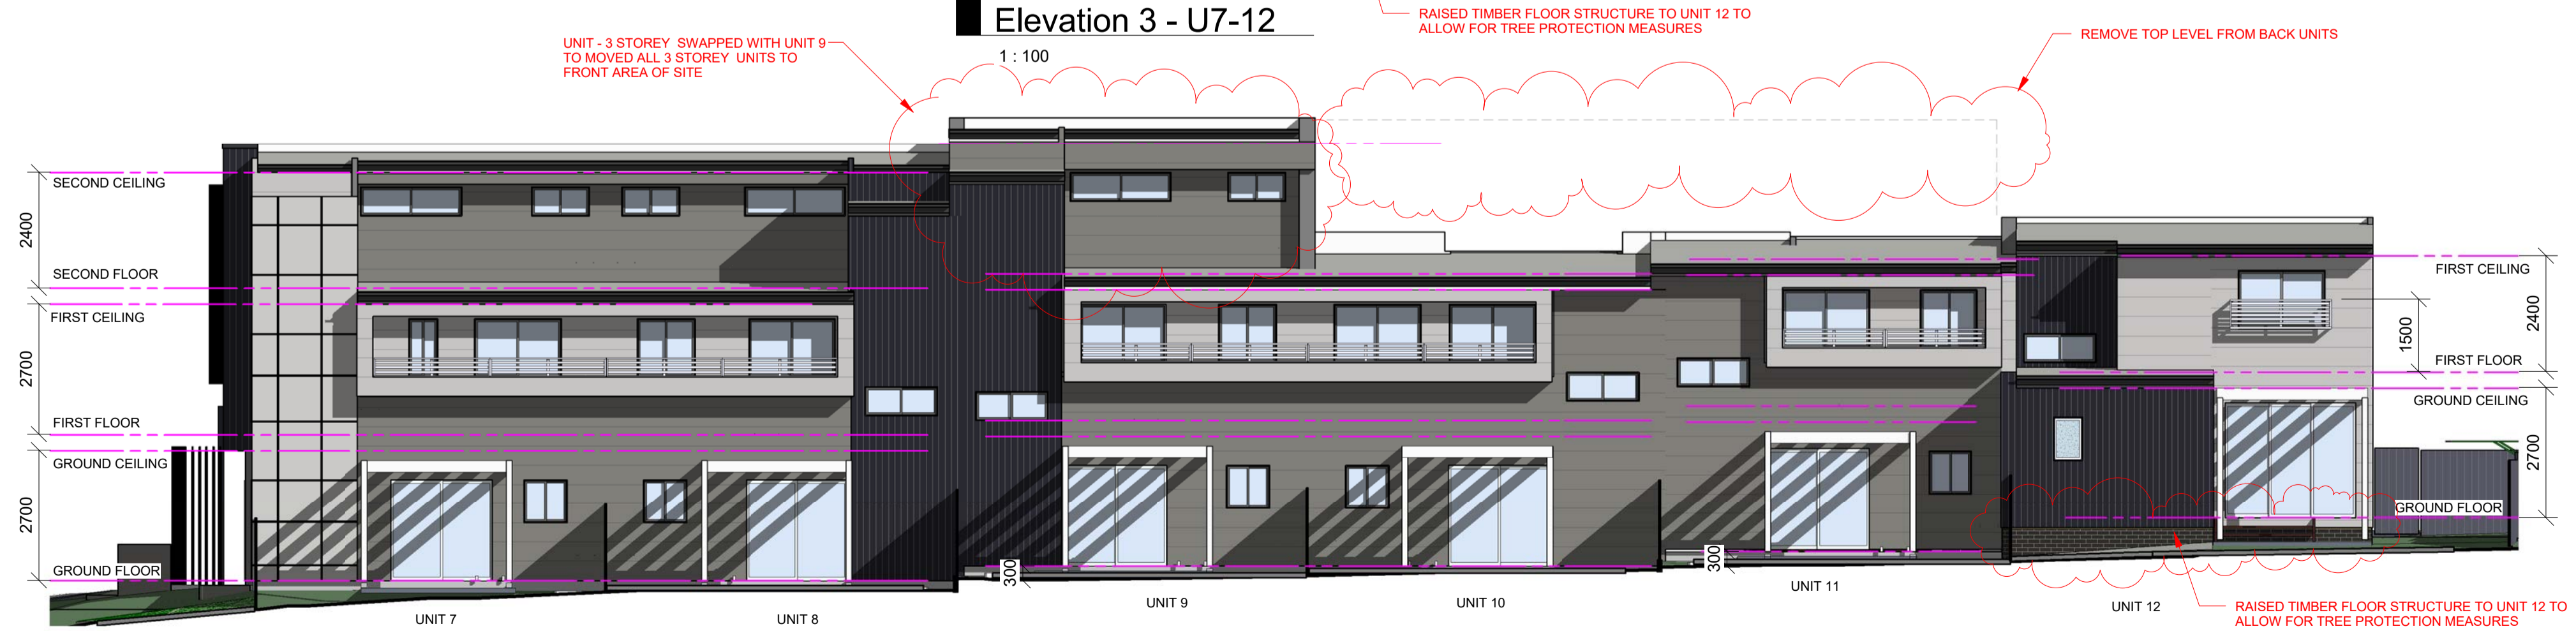 Elevation 3 - U7-12
1 : 100
RAISED TIMBER FLOOR STRUCTURE TO UNIT 12 TO
ALLOW FOR TREE PROTECTION MEASURES
UNIT - 3 STOREY SWAPPED WITH UNIT 9
TO MOVED ALL 3 STOREY UNITS TO
FRONT AREA OF SITE
REMOVE TOP LEVEL FROM BACK UNITS
SECOND CEILING
2400
SECOND FLOOR
FIRST CEILING
2700
FIRST FLOOR
GROUND CEILING
2700
GROUND FLOOR
FIRST CEILING
2400
1500
FIRST FLOOR
GROUND CEILING
2700
GROUND FLOOR
300
300
UNIT 7
UNIT 8
UNIT 9
UNIT 10
UNIT 11
UNIT 12
RAISED TIMBER FLOOR STRUCTURE TO UNIT 12 TO
ALLOW FOR TREE PROTECTION MEASURES